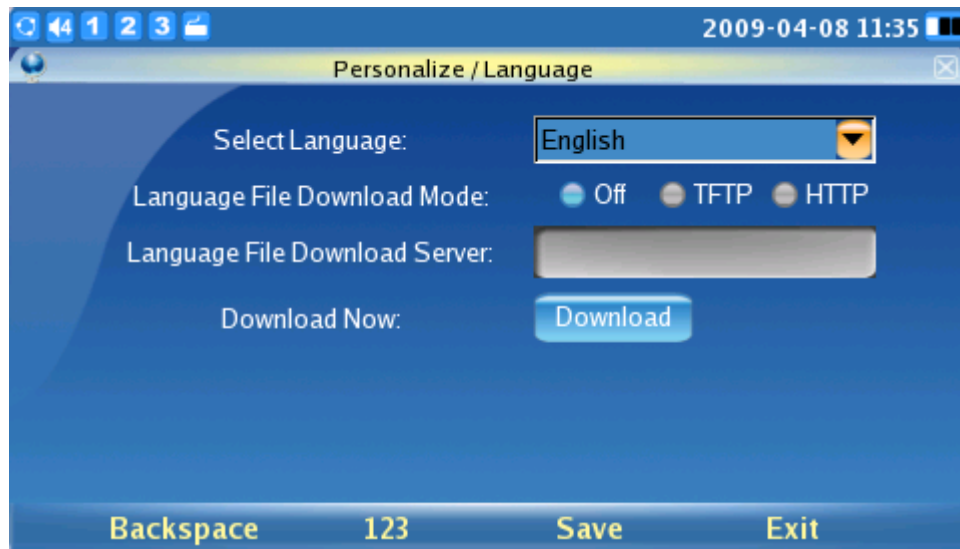 4 1 2 3 2009-04-08 11:35
Personalize / Language
Select Language: English
Language File Download Mode: Off TFTP HTTP
Language File Download Server:
Download Now: Download
Backspace 123 Save Exit